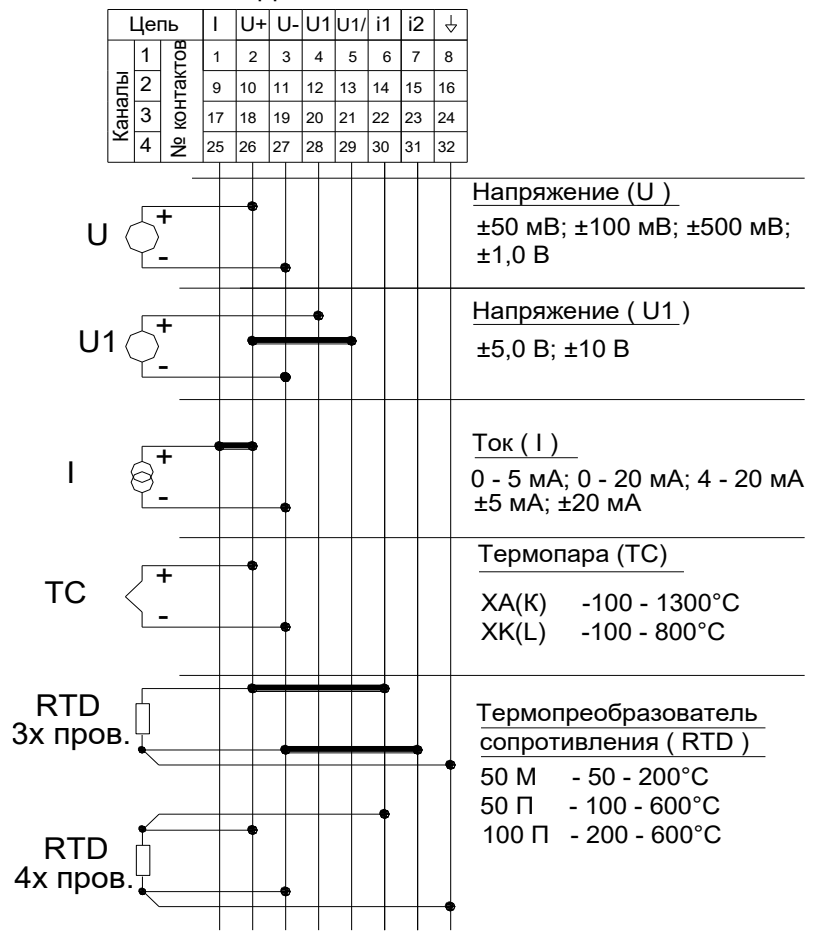 Цепь I U+ U- U1 U1/ i1 i2
Каналы
№ контактов
1 1 2 3 4 5 6 7 8
2 9 10 11 12 13 14 15 16
3 17 18 19 20 21 22 23 24
4 25 26 27 28 29 30 31 32
U
+
-
Напряжение (U )
±50 мВ; ±100 мВ; ±500 мВ;
±1,0 В
U1
+
-
Напряжение ( U1 )
±5,0 В; ±10 В
I
+
-
Ток ( I )
0 - 5 мА; 0 - 20 мА; 4 - 20 мА
±5 мА; ±20 мА
TC
+
-
Термопара (ТС)
ХА(К) -100 - 1300°C
ХК(L) -100 - 800°C
RTD
3х пров.
Термопреобразователь
сопротивления ( RTD )
50 М - 50 - 200°C
50 П - 100 - 600°C
100 П - 200 - 600°C
RTD
4х пров.